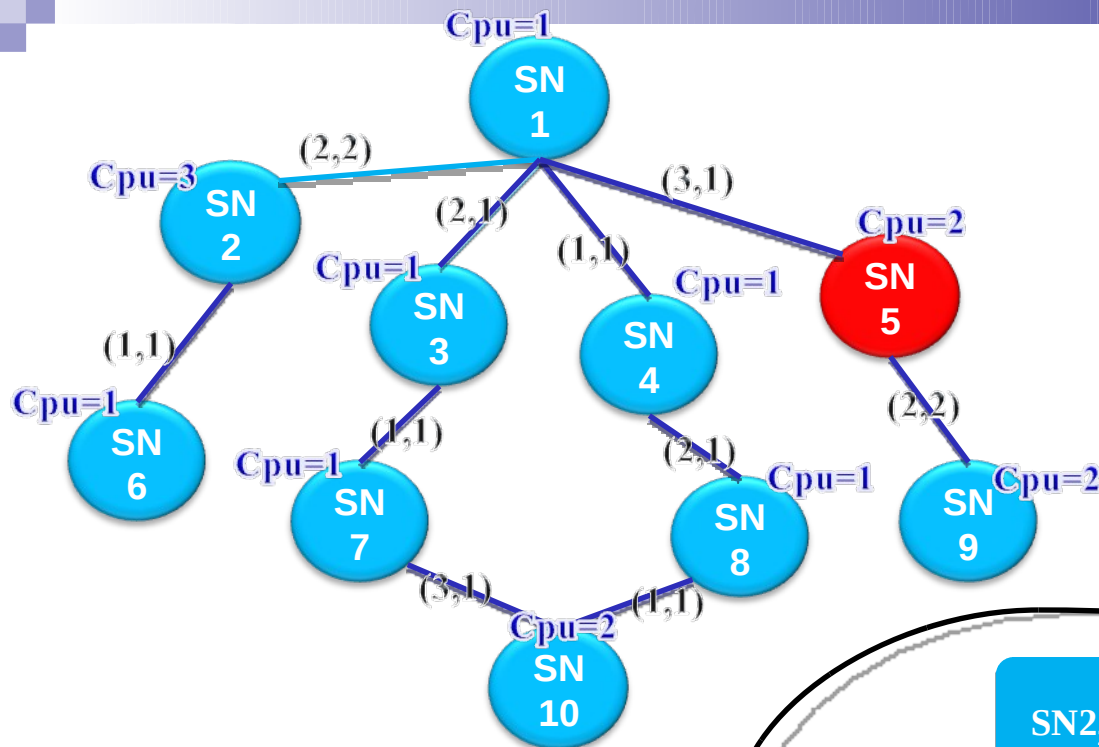 Cpu=1
SN
1
(2,2)
(3,1)
Cpu=3
SN
2
(2,1)
(1,1)
Cpu=2
SN
5
Cpu=1
SN
3
Cpu=1
SN
4
(1,1)
Cpu=1
SN
6
(1,1)
(2,1)
(2,2)
Cpu=1
SN
7
Cpu=1
SN
8
Cpu=2
SN
9
(3,1)
(1,1)
Cpu=2
SN
10